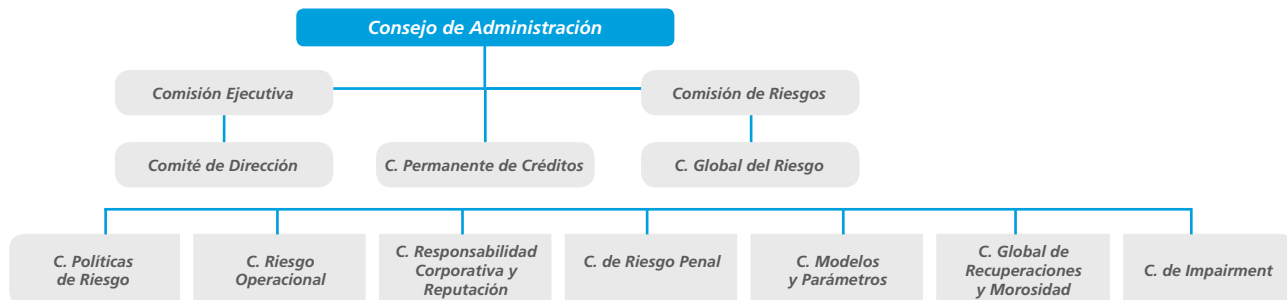 Consejo de Administración
Comisión Ejecutiva
Comisión de Riesgos
Comité de Dirección
C. Permanente de Créditos
C. Global del Riesgo
C. Políticas
de Riesgo
C. Riesgo
Operacional
C. Responsabilidad
Corporativa y
Reputación
C. de Riesgo Penal
C. Modelos
y Parámetros
C. Global de
Recuperaciones
y Morosidad
C. de Impairment